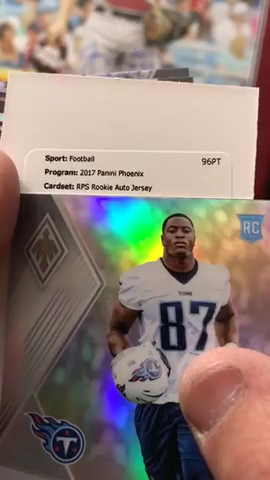 Sport: Football
96PT
Program: 2017 Panini Phoenix
Cardset: RPS Rookie Auto Jersey
RC
TITANS
87
T